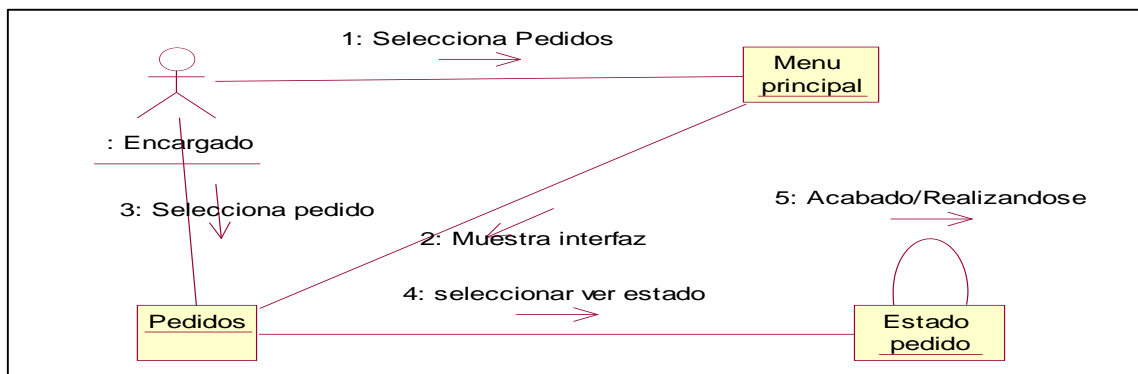 1: Selecciona Pedidos
Menu
principal
: Encargado
3: Selecciona pedido
5: Acabado/Realizandose
2: Muestra interfaz
4: seleccionar ver estado
Pedidos
Estado
pedido